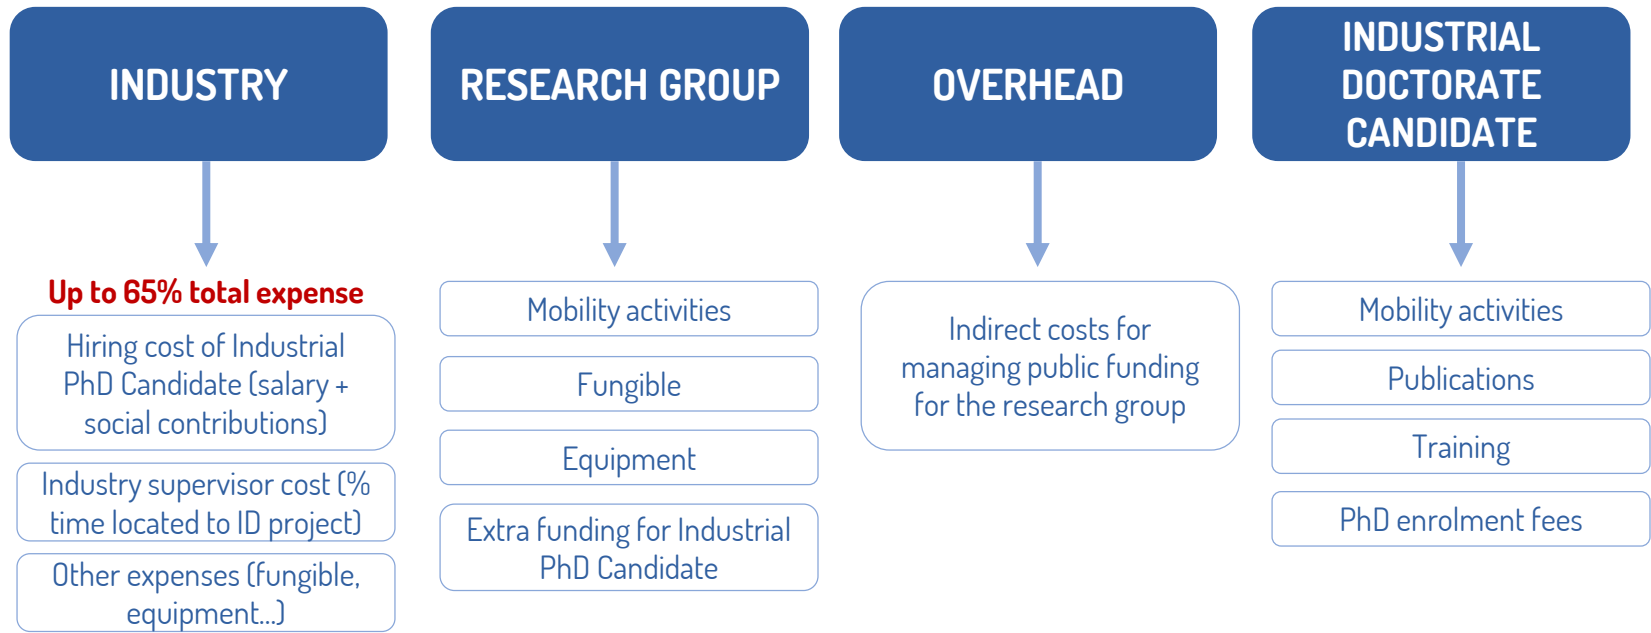 INDUSTRY
Up to 65% total expense
Hiring cost of Industrial
PhD Candidate (salary +
social contributions)
Industry supervisor cost (%
time located to ID project)
Other expenses (fungible,
equipment...)
RESEARCH GROUP
Mobility activities
Fungible
Equipment
Extra funding for Industrial
PhD Candidate
OVERHEAD
Indirect costs for
managing public funding
for the research group
INDUSTRIAL
DOCTORATE
CANDIDATE
Mobility activities
Publications
Training
PhD enrolment fees